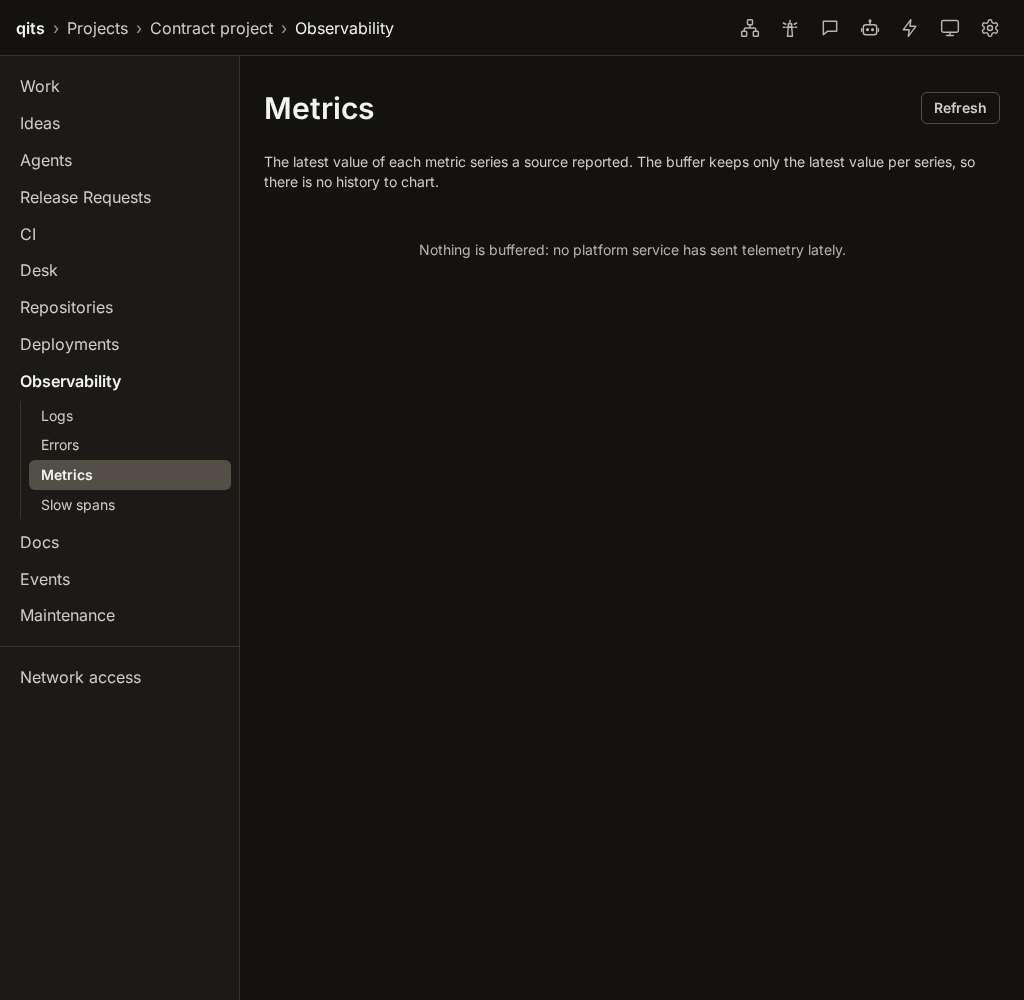 qits › Projects › Contract project › Observability
Work
Ideas
Agents
Release Requests
CI
Desk
Repositories
Deployments
Observability
Logs
Errors
Metrics
Slow spans
Docs
Events
Maintenance
Network access
Metrics
Refresh
The latest value of each metric series a source reported. The buffer keeps only the latest value per series, so
there is no history to chart.
Nothing is buffered: no platform service has sent telemetry lately.